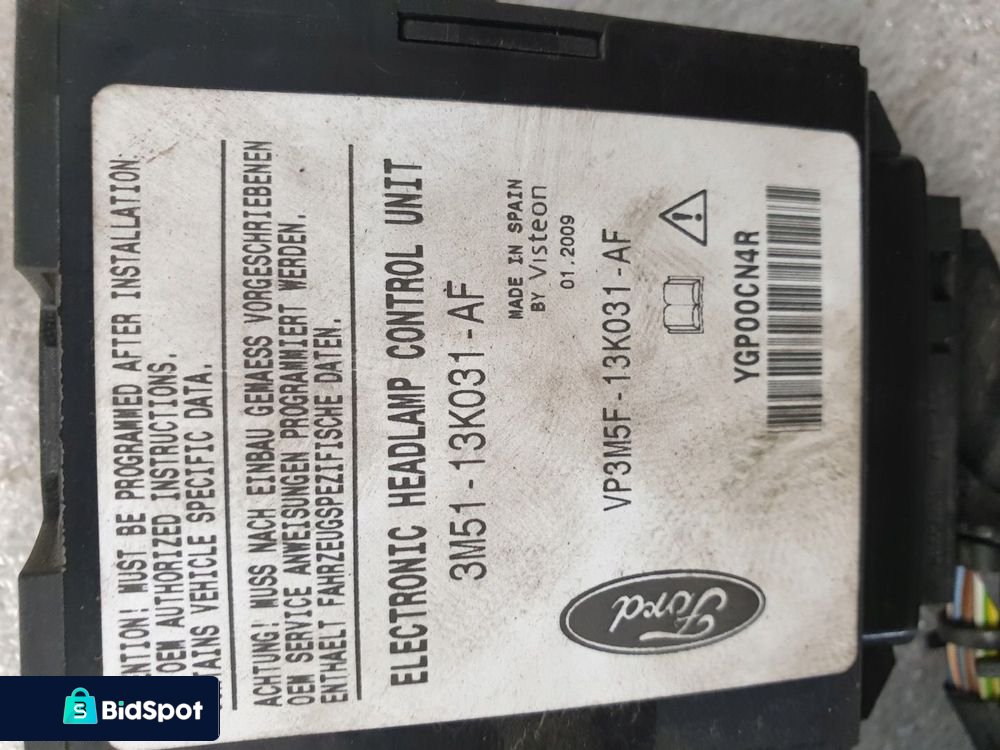 NTION! MUST BE PROGRAMMED AFTER INSTALLATION
OEM AUTHORIZED INSTRUCTIONS.
TAINS VEHICLE SPECIFIC DATA.
ACHTUNG! MUSS NACH EINBAU GEMAESS VORGESCHRIEBENEN
OEM SERVICE ANWEISUNGEN PROGRAMMIERT WERDEN.
ENTHAELT FAHRZEUGSPEZIFISCHE DATEN.
ELECTRONIC HEADLAMP CONTROL UNIT
3M51-13K031-AF
MADE IN SPAIN
BY Visteon
01.2009
VP3M5F-13K031-AF
YGP00CN4R
Ford
BidSpot